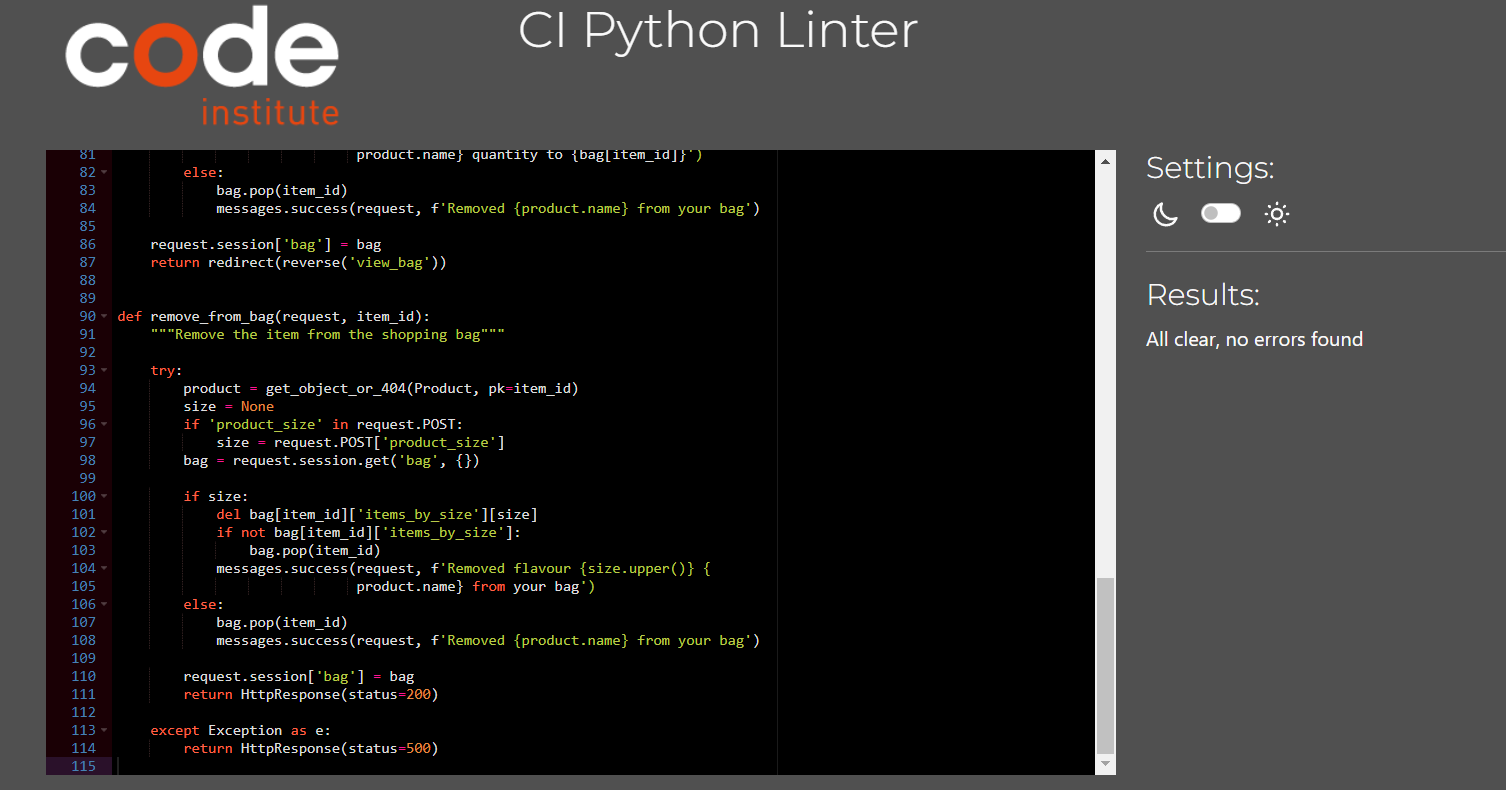 code
institute
CI Python Linter
81                             product.name} quantity to {bag[item_id]}')
82        else:
83            bag.pop(item_id)
84            messages.success(request, f'Removed {product.name} from your bag')
85
86    request.session['bag'] = bag
87    return redirect(reverse('view_bag'))
88
89
90 def remove_from_bag(request, item_id):
91    """Remove the item from the shopping bag"""
92
93    try:
94        product = get_object_or_404(Product, pk=item_id)
95        size = None
96        if 'product_size' in request.POST:
97            size = request.POST['product_size']
98        bag = request.session.get('bag', {})
99
100        if size:
101            del bag[item_id]['items_by_size'][size]
102            if not bag[item_id]['items_by_size']:
103                bag.pop(item_id)
104            messages.success(request, f'Removed flavour {size.upper()} {
105                             product.name} from your bag')
106        else:
107            bag.pop(item_id)
108            messages.success(request, f'Removed {product.name} from your bag')
109
110        request.session['bag'] = bag
111        return HttpResponse(status=200)
112
113    except Exception as e:
114        return HttpResponse(status=500)
115
Settings:
Results:
All clear, no errors found